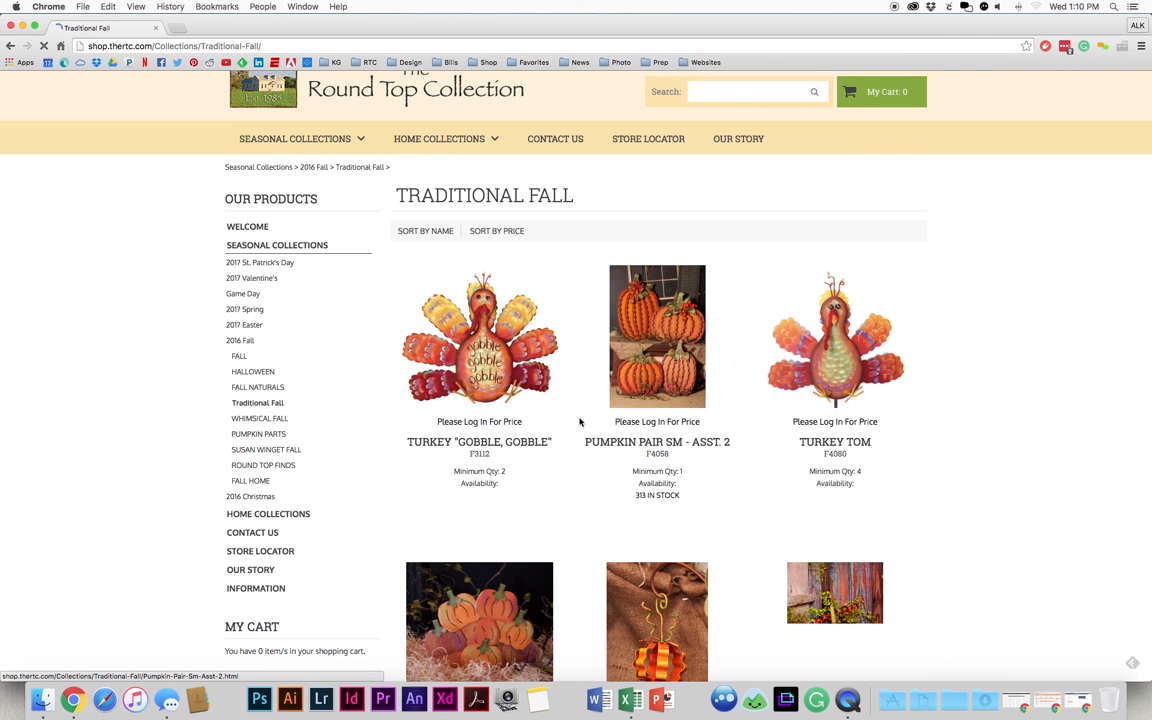 Chrome File Edit View History Bookmarks People Window Help Wed 1:10 PM
Traditional Fall ALK
shop.thertc.com/Collections/Traditional-Fall/
Apps KG RTC Design Bills Shop Favorites News Photo Prep Websites
The
Round Top Collection
Est. 1985
Search: My Cart: 0
SEASONAL COLLECTIONS HOME COLLECTIONS CONTACT US STORE LOCATOR OUR STORY
Seasonal Collections > 2016 Fall > Traditional Fall >
OUR PRODUCTS
WELCOME
SEASONAL COLLECTIONS
2017 St. Patrick's Day
2017 Valentine's
Game Day
2017 Spring
2017 Easter
2016 Fall
FALL
HALLOWEEN
FALL NATURALS
Traditional Fall
WHIMSICAL FALL
PUMPKIN PARTS
SUSAN WINGET FALL
ROUND TOP FINDS
FALL HOME
2016 Christmas
HOME COLLECTIONS
CONTACT US
STORE LOCATOR
OUR STORY
INFORMATION
MY CART
You have 0 item/s in your shopping cart.
TRADITIONAL FALL
SORT BY NAME SORT BY PRICE
gobble
gobble
gobble
Please Log In For Price
TURKEY "GOBBLE, GOBBLE"
F3112
Minimum Qty: 2
Availability:
Please Log In For Price
PUMPKIN PAIR SM - ASST. 2
F4058
Minimum Qty: 1
Availability:
313 IN STOCK
Please Log In For Price
TURKEY TOM
F4080
Minimum Qty: 4
Availability:
shop.thertc.com/Collections/Traditional-Fall/Pumpkin-Pair-Sm-Asst-2.html
Ps Ai Lr Id Pr An Xd